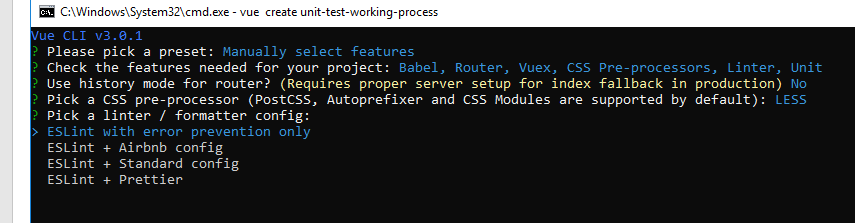 C:\Windows\System32\cmd.exe - vue  create unit-test-working-process
Vue CLI v3.0.1
? Please pick a preset: Manually select features
? Check the features needed for your project: Babel, Router, Vuex, CSS Pre-processors, Linter, Unit
? Use history mode for router? (Requires proper server setup for index fallback in production) No
? Pick a CSS pre-processor (PostCSS, Autoprefixer and CSS Modules are supported by default): LESS
? Pick a linter / formatter config:
> ESLint with error prevention only
ESLint + Airbnb config
ESLint + Standard config
ESLint + Prettier